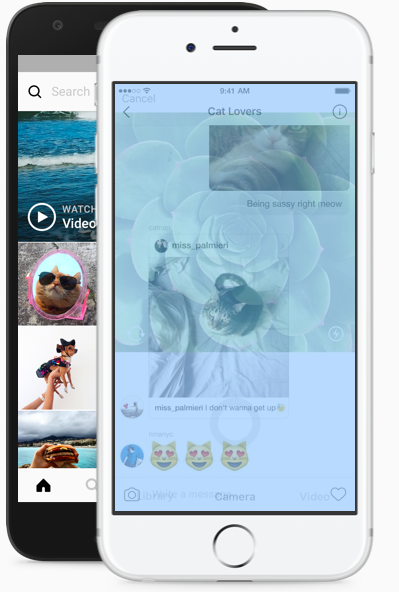 Search
WATCH
Video
9:41 AM
Cancel
Cat Lovers
Being sassy right meow
miss_palmieri
miss_palmieri I don't wanna get up
Library
Write a message
Camera
Video